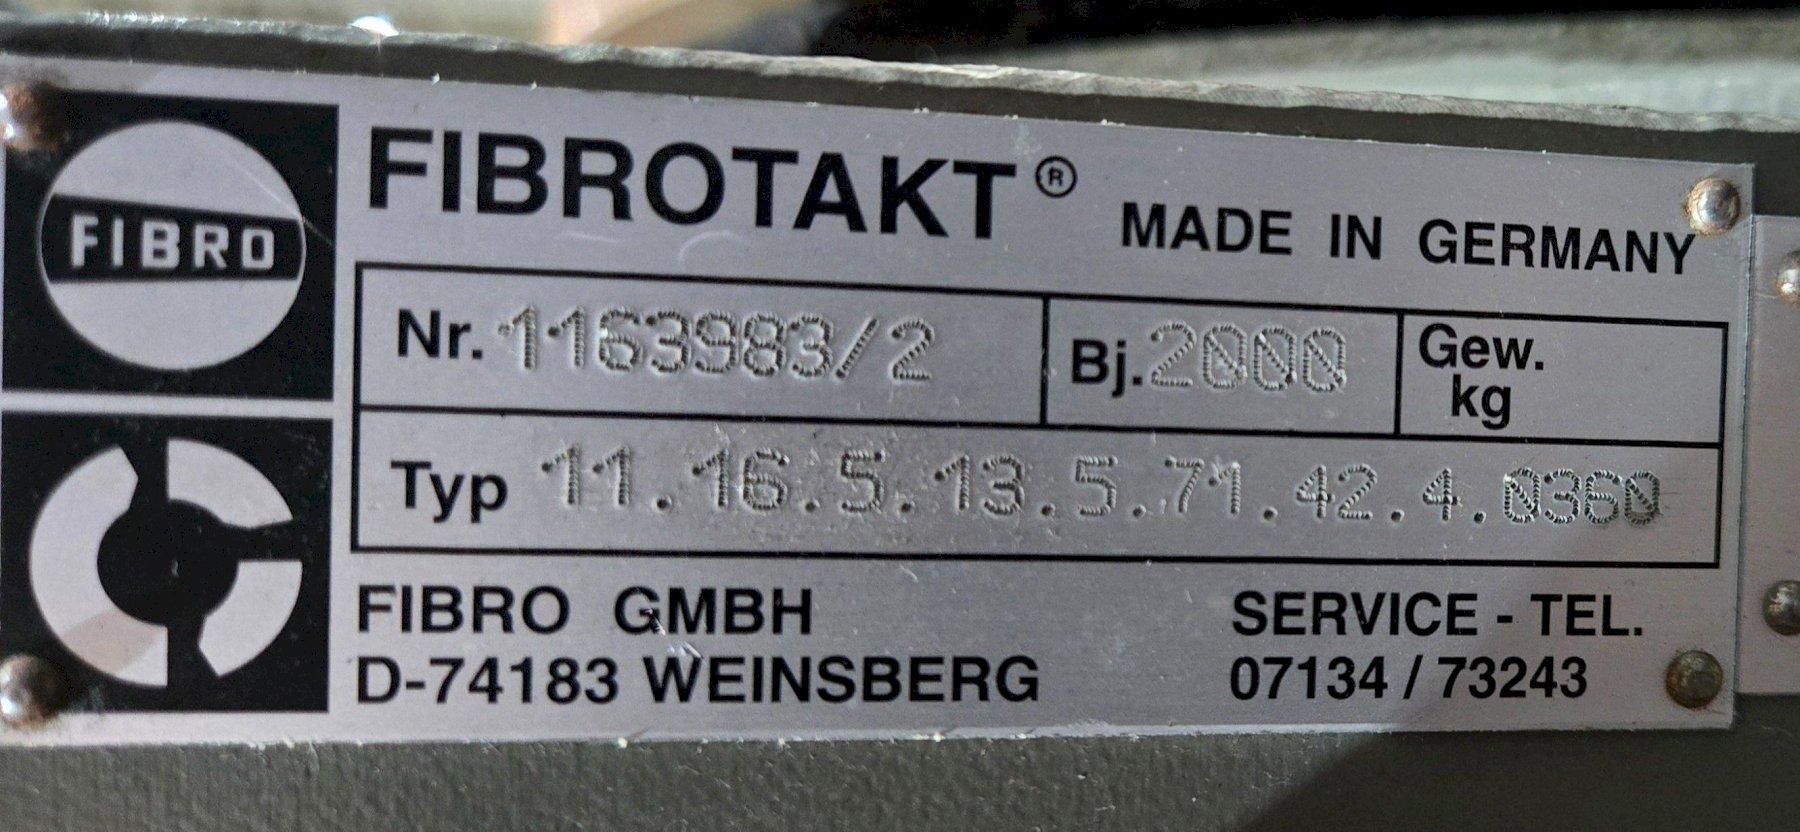 FIBRO
FIBROTAKT®
MADE IN GERMANY
Nr. 1163983/2
Bj. 2000
Gew.
kg
Typ 11.16.5.13.5.71.42.4.0360
FIBRO GMBH
D-74183 WEINSBERG
SERVICE - TEL.
07134 / 73243